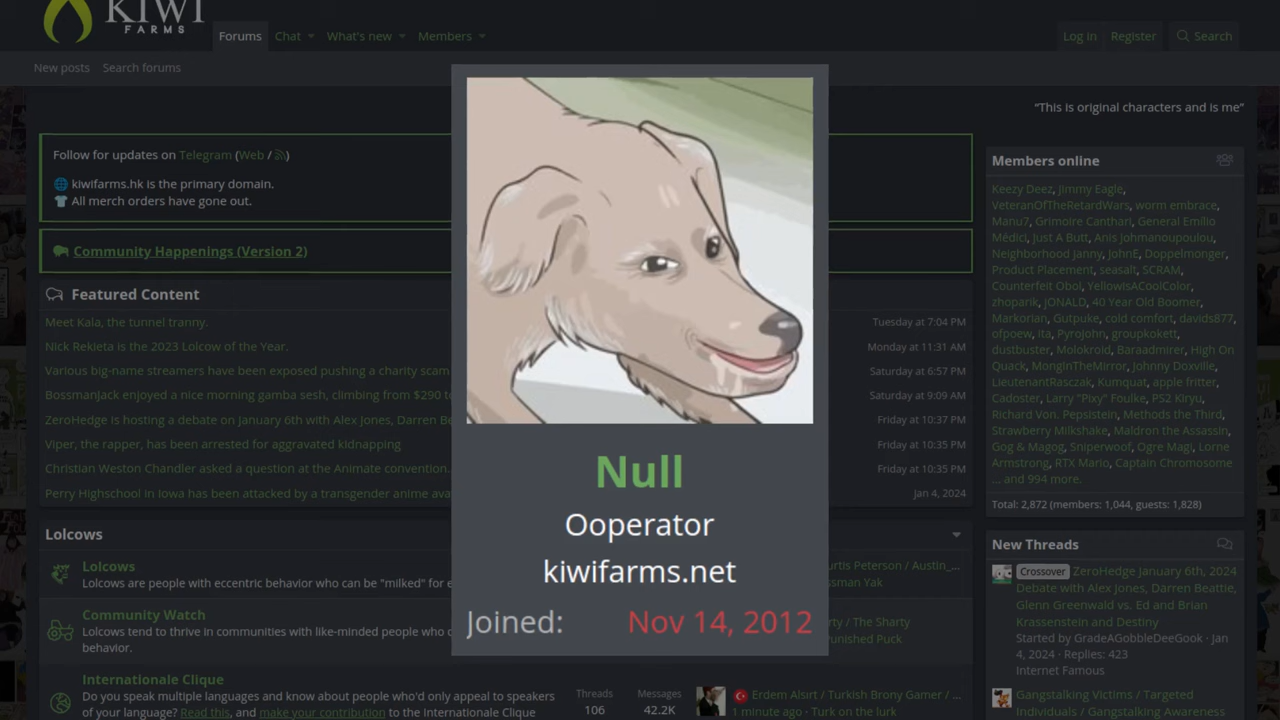 KIWI
FARMS
Forums
Chat
What's new
Members
Log in
Register
Search
New posts
Search forums
"This is original characters and is me"
Follow for updates on Telegram (Web / )
kiwifarms.hk is the primary domain.
All merch orders have gone out.
Community Happenings (Version 2)
Featured Content
Meet Kala, the tunnel tranny.
Tuesday at 7:04 PM
Nick Rekieta is the 2023 Lolcow of the Year.
Monday at 11:31 AM
Various big-name streamers have been exposed pushing a charity scam
Saturday at 6:57 PM
BossmanJack enjoyed a nice morning gamba sesh, climbing from $290 to
Saturday at 9:09 AM
ZeroHedge is hosting a debate on January 6th with Alex Jones, Darren Be
Friday at 10:37 PM
Viper, the rapper, has been arrested for aggravated kidnapping
Friday at 10:35 PM
Christian Weston Chandler asked a question at the Animate convention.
Friday at 10:35 PM
Perry Highschool in Iowa has been attacked by a transgender anime ava
Jan 4, 2024
Lolcows
Lolcows
Lolcows are people with eccentric behavior who can be "milked" for e
urtis Peterson / Austin_...
ssman Yak
Community Watch
Lolcows tend to thrive in communities with like-minded people who
behavior.
rty / The Sharty
unished Puck
Internationale Clique
Do you speak multiple languages and know about people who'd only appeal to speakers
of your language? Read this, and make your contribution to the Internationale Clique
Threads
106
Messages
42.2K
Erdem Alsırt / Turkish Brony Gamer / ...
1 minute ago · Turk on the lurk
Null
Ooperator
kiwifarms.net
Joined: Nov 14, 2012
Members online
Keezy Deez, Jimmy Eagle,
VeteranOfTheRetardWars, worm embrace,
Manu7, Grimoire Canthari, General Emílio
Médici, Just A Butt, Anis Johmanoupoulou,
Neighborhood Janny, JohnE, Doppelmonger,
Product Placement, seasalt, SCRAM,
Counterfeit Obol, YellowisACoolColor,
zhoparik, JONALD, 40 Year Old Boomer,
Markorian, Gutpuke, cold comfort, davids877,
ofpoew, ita, PyroJohn, groupkokett,
dustbuster, Molokroid, Baraadmirer, High On
Quack, MongInTheMirror, Johnny Doxville,
LieutenantRasczak, Kumquat, apple fritter,
Cadoster, Larry "Pixy" Foulke, PS2 Kiryu,
Richard Von. Pepsistein, Methods the Third,
Strawberry Milkshake, Maldron the Assassin,
Gog & Magog, Sniperwoof, Ogre Magi, Lorne
Armstrong, RTX Mario, Captain Chromosome
... and 994 more.
Total: 2,872 (members: 1,044, guests: 1,828)
New Threads
Crossover ZeroHedge January 6th, 2024
Debate with Alex Jones, Darren Beattie,
Glenn Greenwald vs. Ed and Brian
Krassenstein and Destiny
Started by GradeAGobbleDeeGook · Jan
4, 2024 · Replies: 423
Internet Famous
Gangstalking Victims / Targeted
Individuals / Gangstalking Awareness